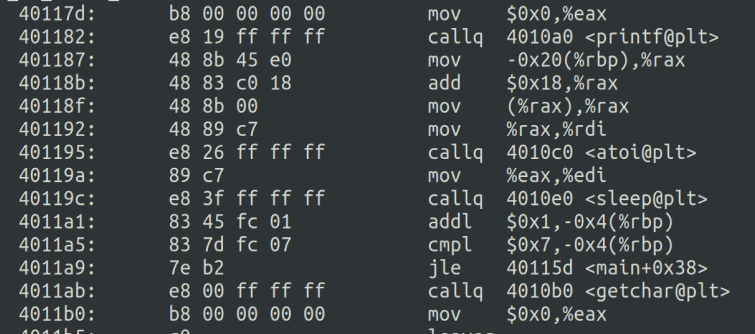 40117d: b8 00 00 00 00 mov $0x0,%eax
401182: e8 19 ff ff ff callq 4010a0 <printf@plt>
401187: 48 8b 45 e0 mov -0x20(%rbp),%rax
40118b: 48 83 c0 18 add $0x18,%rax
40118f: 48 8b 00 mov (%rax),%rax
401192: 48 89 c7 mov %rax,%rdi
401195: e8 26 ff ff ff callq 4010c0 <atoi@plt>
40119a: 89 c7 mov %eax,%edi
40119c: e8 3f ff ff ff callq 4010e0 <sleep@plt>
4011a1: 83 45 fc 01 addl $0x1,-0x4(%rbp)
4011a5: 83 7d fc 07 cmpl $0x7,-0x4(%rbp)
4011a9: 7e b2 jle 40115d <main+0x38>
4011ab: e8 00 ff ff ff callq 4010b0 <getchar@plt>
4011b0: b8 00 00 00 00 mov $0x0,%eax